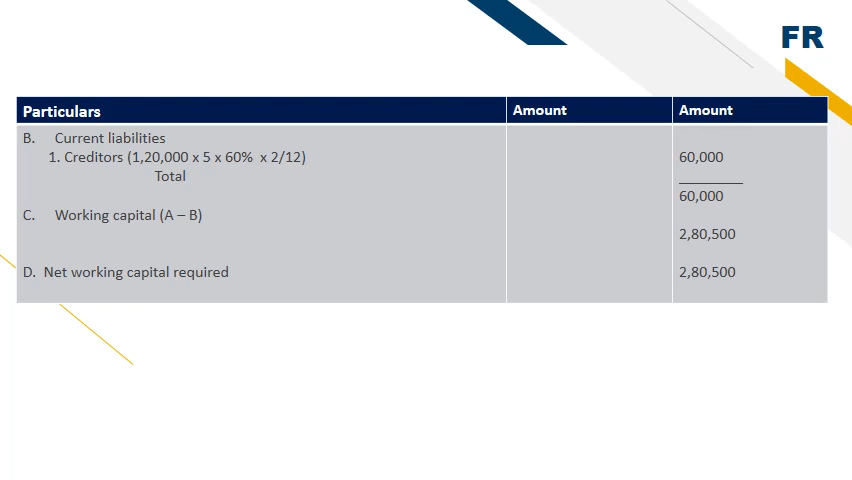 FR
Particulars Amount Amount
B. Current liabilities
1. Creditors (1,20,000 x 5 x 60% x 2/12) 60,000
Total
60,000
C. Working capital (A – B)
2,80,500
D. Net working capital required 2,80,500